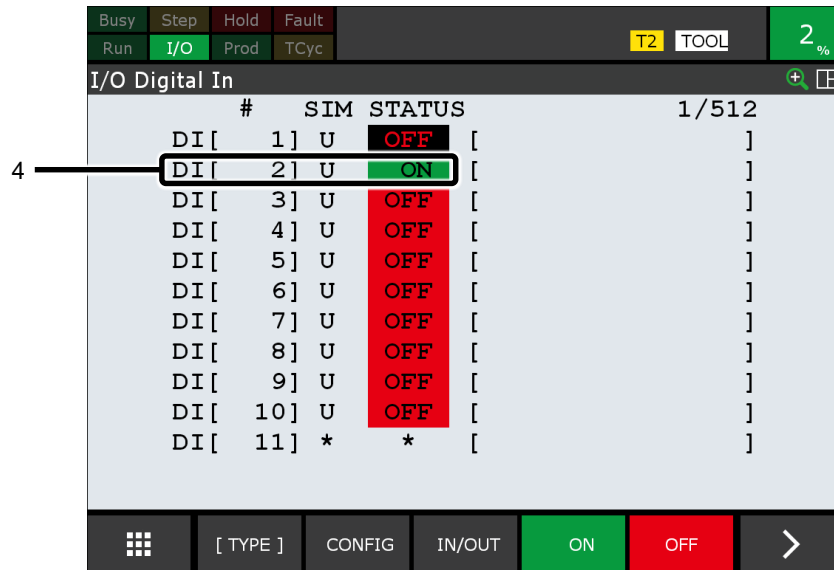 Busy Step Hold Fault
Run I/O Prod TCyc T2 TOOL 2 %
I/O Digital In
# SIM STATUS 1/512
DI[ 1] U OFF [ ]
4 DI[ 2] U ON [ ]
DI[ 3] U OFF [ ]
DI[ 4] U OFF [ ]
DI[ 5] U OFF [ ]
DI[ 6] U OFF [ ]
DI[ 7] U OFF [ ]
DI[ 8] U OFF [ ]
DI[ 9] U OFF [ ]
DI[ 10] U OFF [ ]
DI[ 11] * * [ ]
[ TYPE ] CONFIG IN/OUT ON OFF >